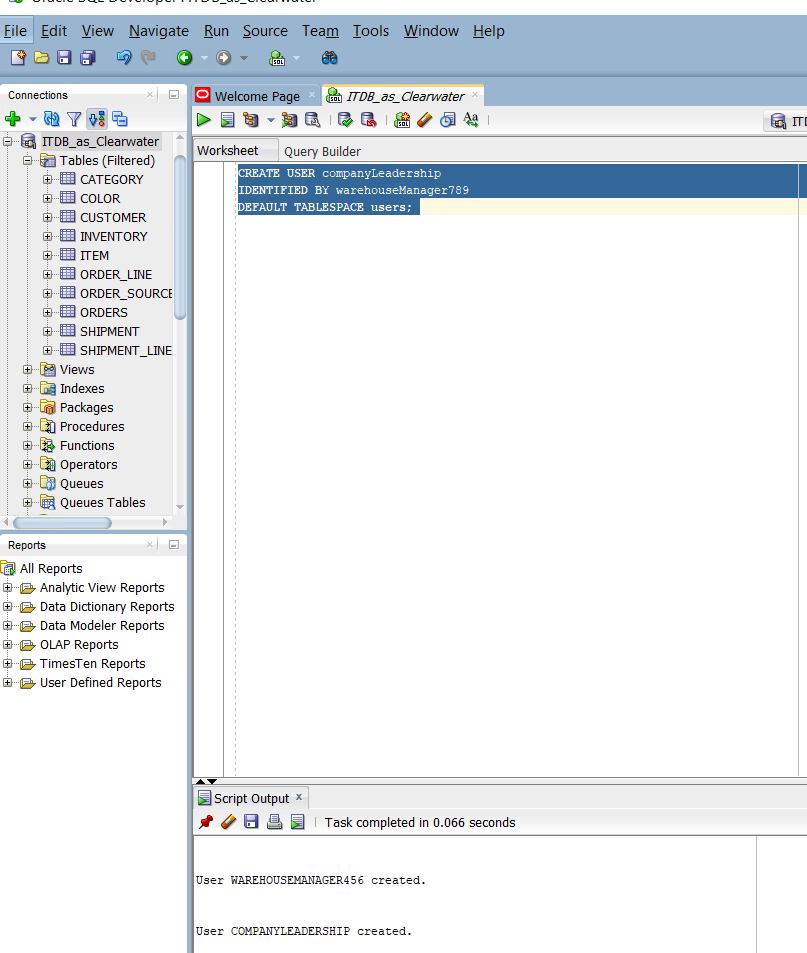 Oracle SQL Developer : ITDB_as_Clearwater
File Edit View Navigate Run Source Team Tools Window Help
Connections
Welcome Page
ITDB_as_Clearwater
ITDB_as_Clearwater
Tables (Filtered)
CATEGORY
COLOR
CUSTOMER
INVENTORY
ITEM
ORDER_LINE
ORDER_SOURCE
ORDERS
SHIPMENT
SHIPMENT_LINE
Views
Indexes
Packages
Procedures
Functions
Operators
Queues
Queues Tables
Reports
All Reports
Analytic View Reports
Data Dictionary Reports
Data Modeler Reports
OLAP Reports
TimesTen Reports
User Defined Reports
Worksheet Query Builder
CREATE USER companyLeadership
IDENTIFIED BY warehouseManager789
DEFAULT TABLESPACE users;
Script Output
Task completed in 0.066 seconds
User WAREHOUSEMANAGER456 created.
User COMPANYLEADERSHIP created.